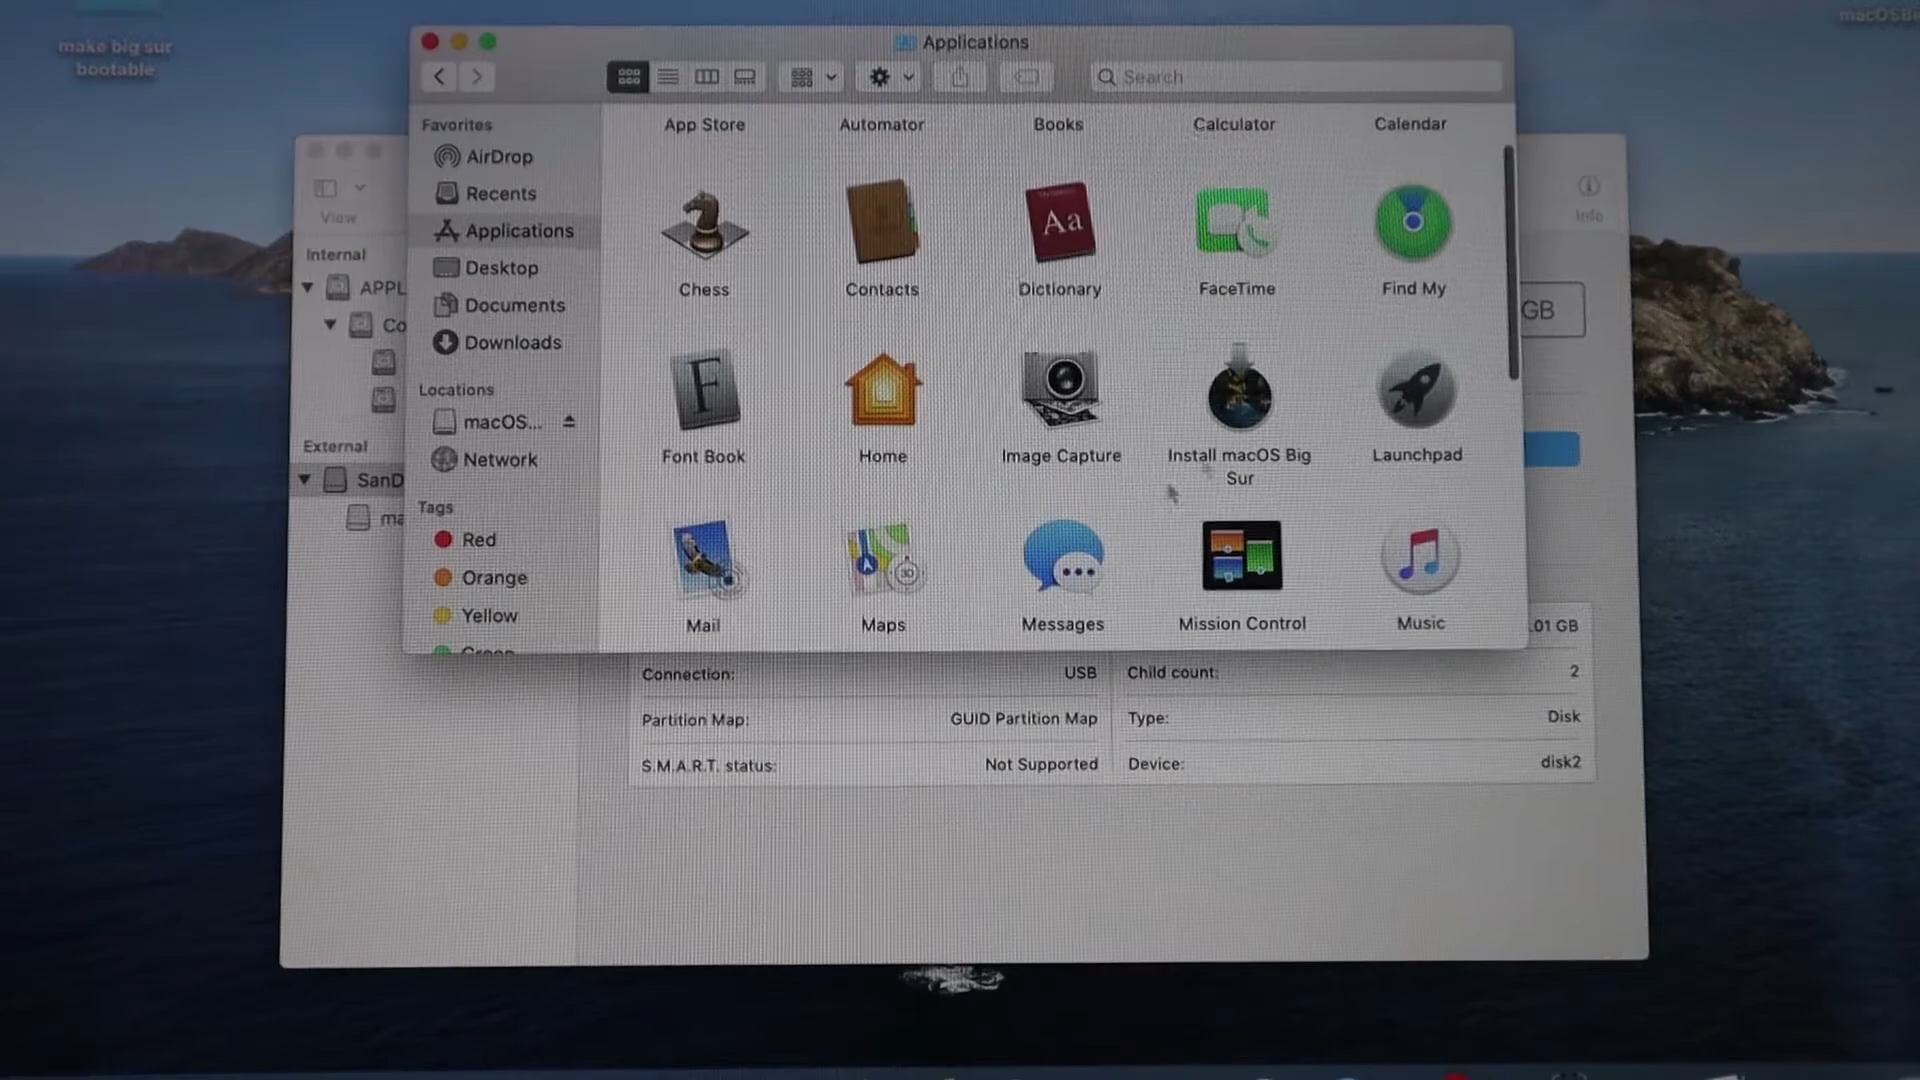 make big sur
bootable
Applications
Search
Favorites
AirDrop
Recents
Applications
Desktop
Documents
Downloads
Locations
macOS...
Network
Tags
Red
Orange
Yellow
Green
App Store
Automator
Books
Calculator
Calendar
Chess
Contacts
Dictionary
FaceTime
Find My
Font Book
Home
Image Capture
Install macOS Big
Sur
Launchpad
Mail
Maps
Messages
Mission Control
Music
View
Internal
APPL
Co
External
SanD
ma
Info
GB
.01 GB
Connection:
USB
Child count:
2
Partition Map:
GUID Partition Map
Type:
Disk
S.M.A.R.T. status:
Not Supported
Device:
disk2
Aa
F